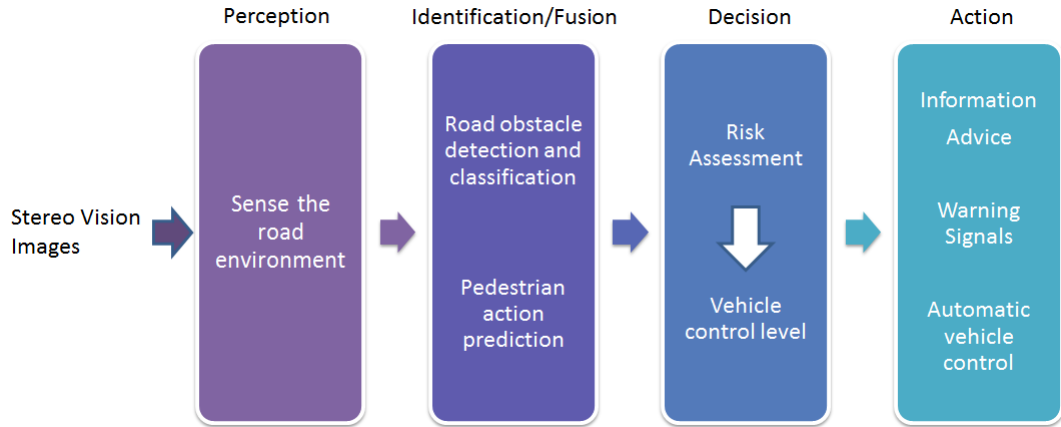 Perception
Identification/Fusion
Decision
Action
Stereo Vision
Images
Sense the
road
environment
Road obstacle
detection and
classification
Pedestrian
action
prediction
Risk
Assessment
Vehicle
control level
Information
Advice
Warning
Signals
Automatic
vehicle
control